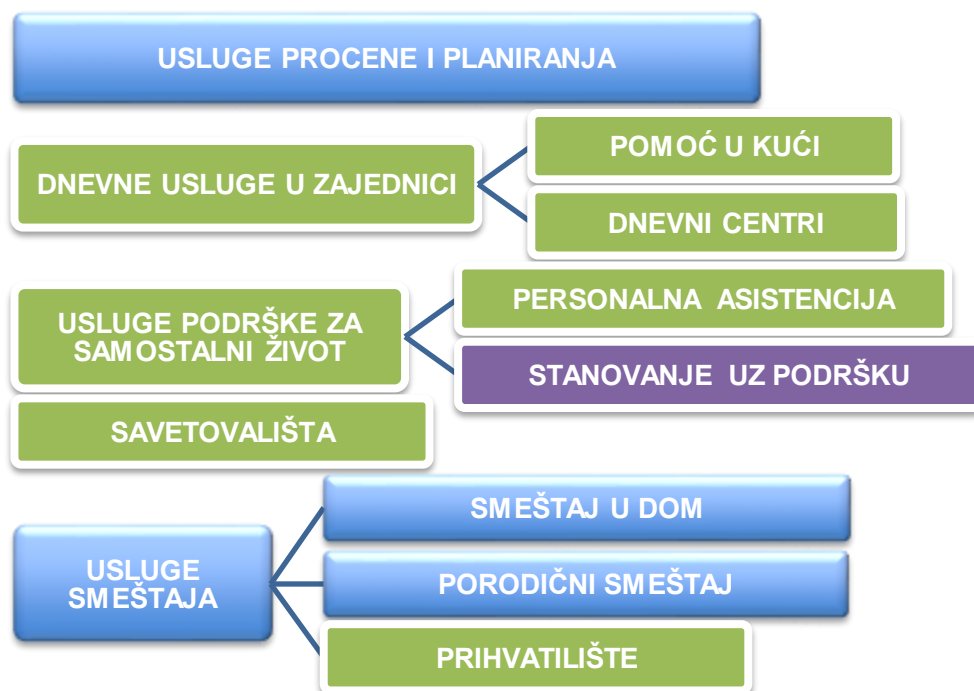 USLUGE PROCENE I PLANIRANJA
DNEVNE USLUGE U ZAJEDNICI
POMOĆ U KUĆI
DNEVNI CENTRI
USLUGE PODRŠKE ZA
SAMOSTALNI ŽIVOT
PERSONALNA ASISTENCIJA
STANOVANJE UZ PODRŠKU
SAVETOVALIŠTA
USLUGE
SMEŠTAJA
SMEŠTAJ U DOM
PORODIČNI SMEŠTAJ
PRIHVATILIŠTE